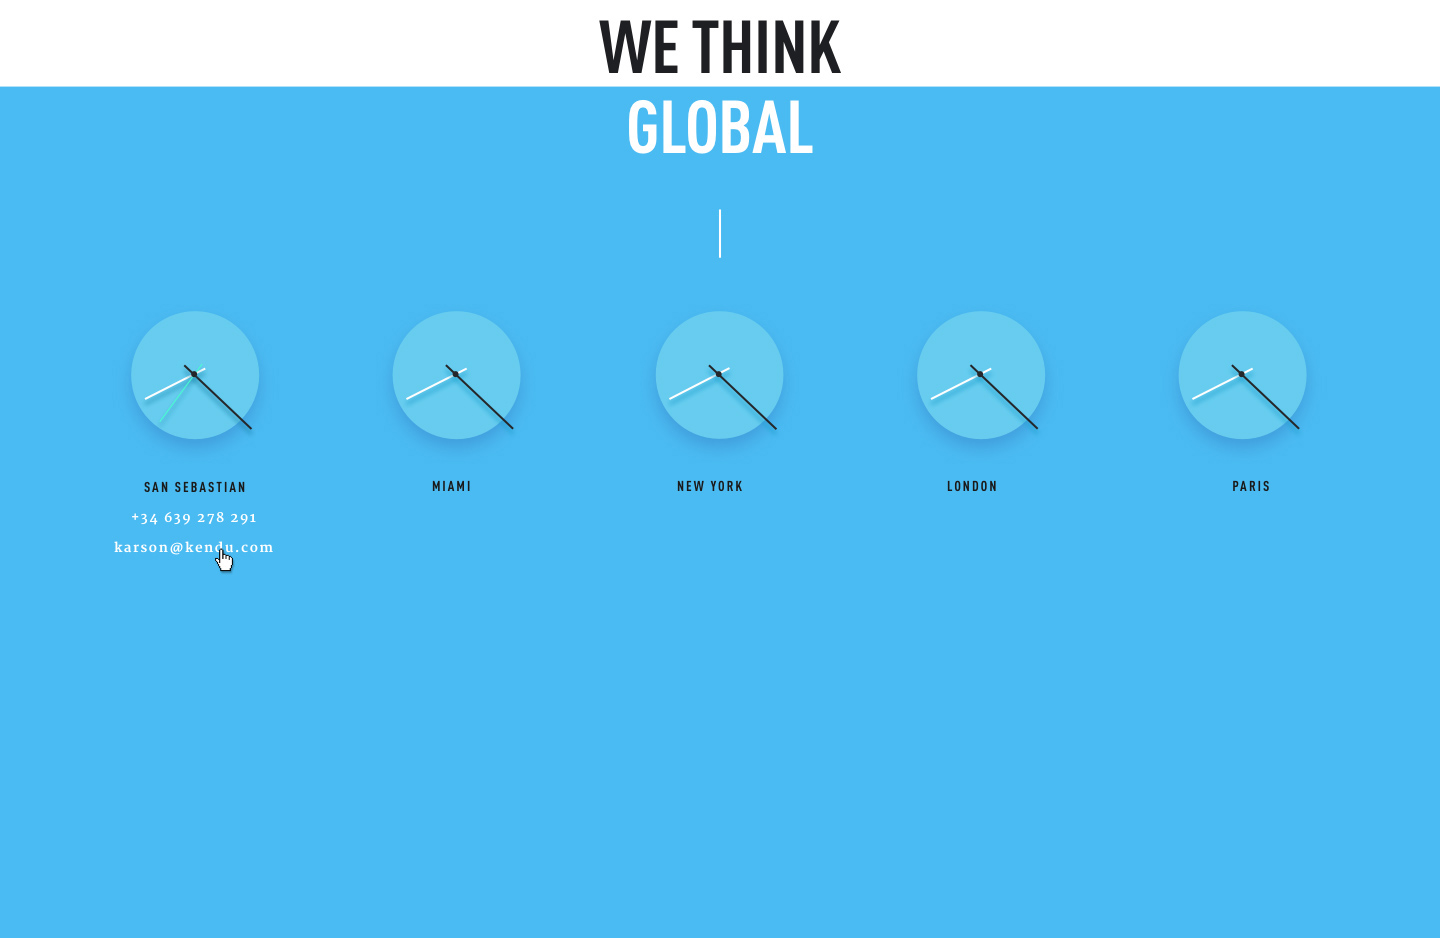 WE THINK
GLOBAL
SAN SEBASTIAN
+34 639 278 291
karson@kendu.com
MIAMI
NEW YORK
LONDON
PARIS